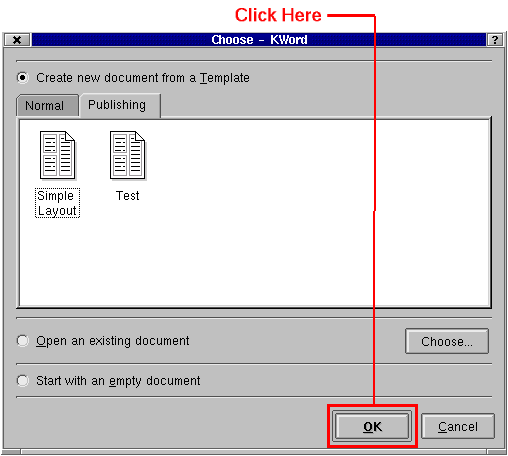 Click Here
Choose - KWord
?
Create new document from a Template
Normal
Publishing
Simple
Layout
Test
Open an existing document
Choose...
Start with an empty document
OK
Cancel